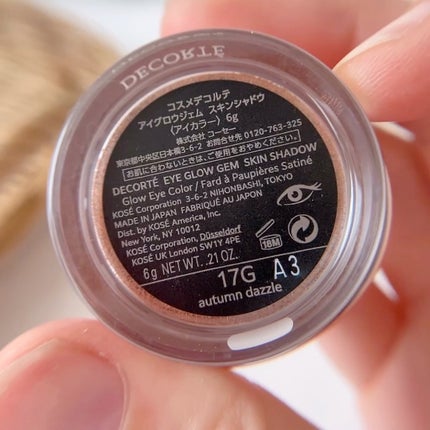 DECORTÉ
コスメデコルテ
アイグロウジェム スキンシャドウ
〈アイカラー〉 6g
株式会社 コーセー
東京都中央区日本橋3-6-2 お問合せ先 0120-763-325
お肌に合わないときは、ご使用をおやめください。
DECORTÉ EYE GLOW GEM SKIN SHADOW
Glow Eye Color / Fard à Paupières Satiné
KOSÉ Corporation 3-6-2 NIHONBASHI, TOKYO
MADE IN JAPAN FABRIQUÉ AU JAPON
Dist. by KOSÉ America, Inc.
New York, NY 10012
KOSÉ Corporation, Düsseldorf
KOSÉ UK London SW1Y 4PE
18M
6g NET WT. .21 OZ.
17G A3
autumn dazzle